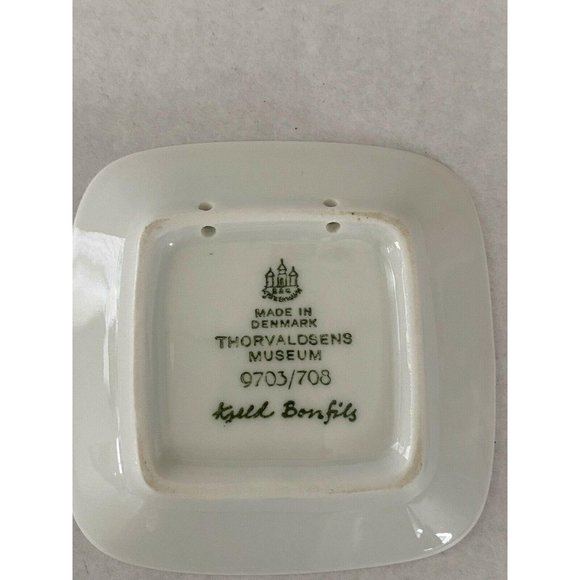 B&G
MADE IN
DENMARK
THORVALDSENS
MUSEUM
9703/708
Kjeld Bonfils